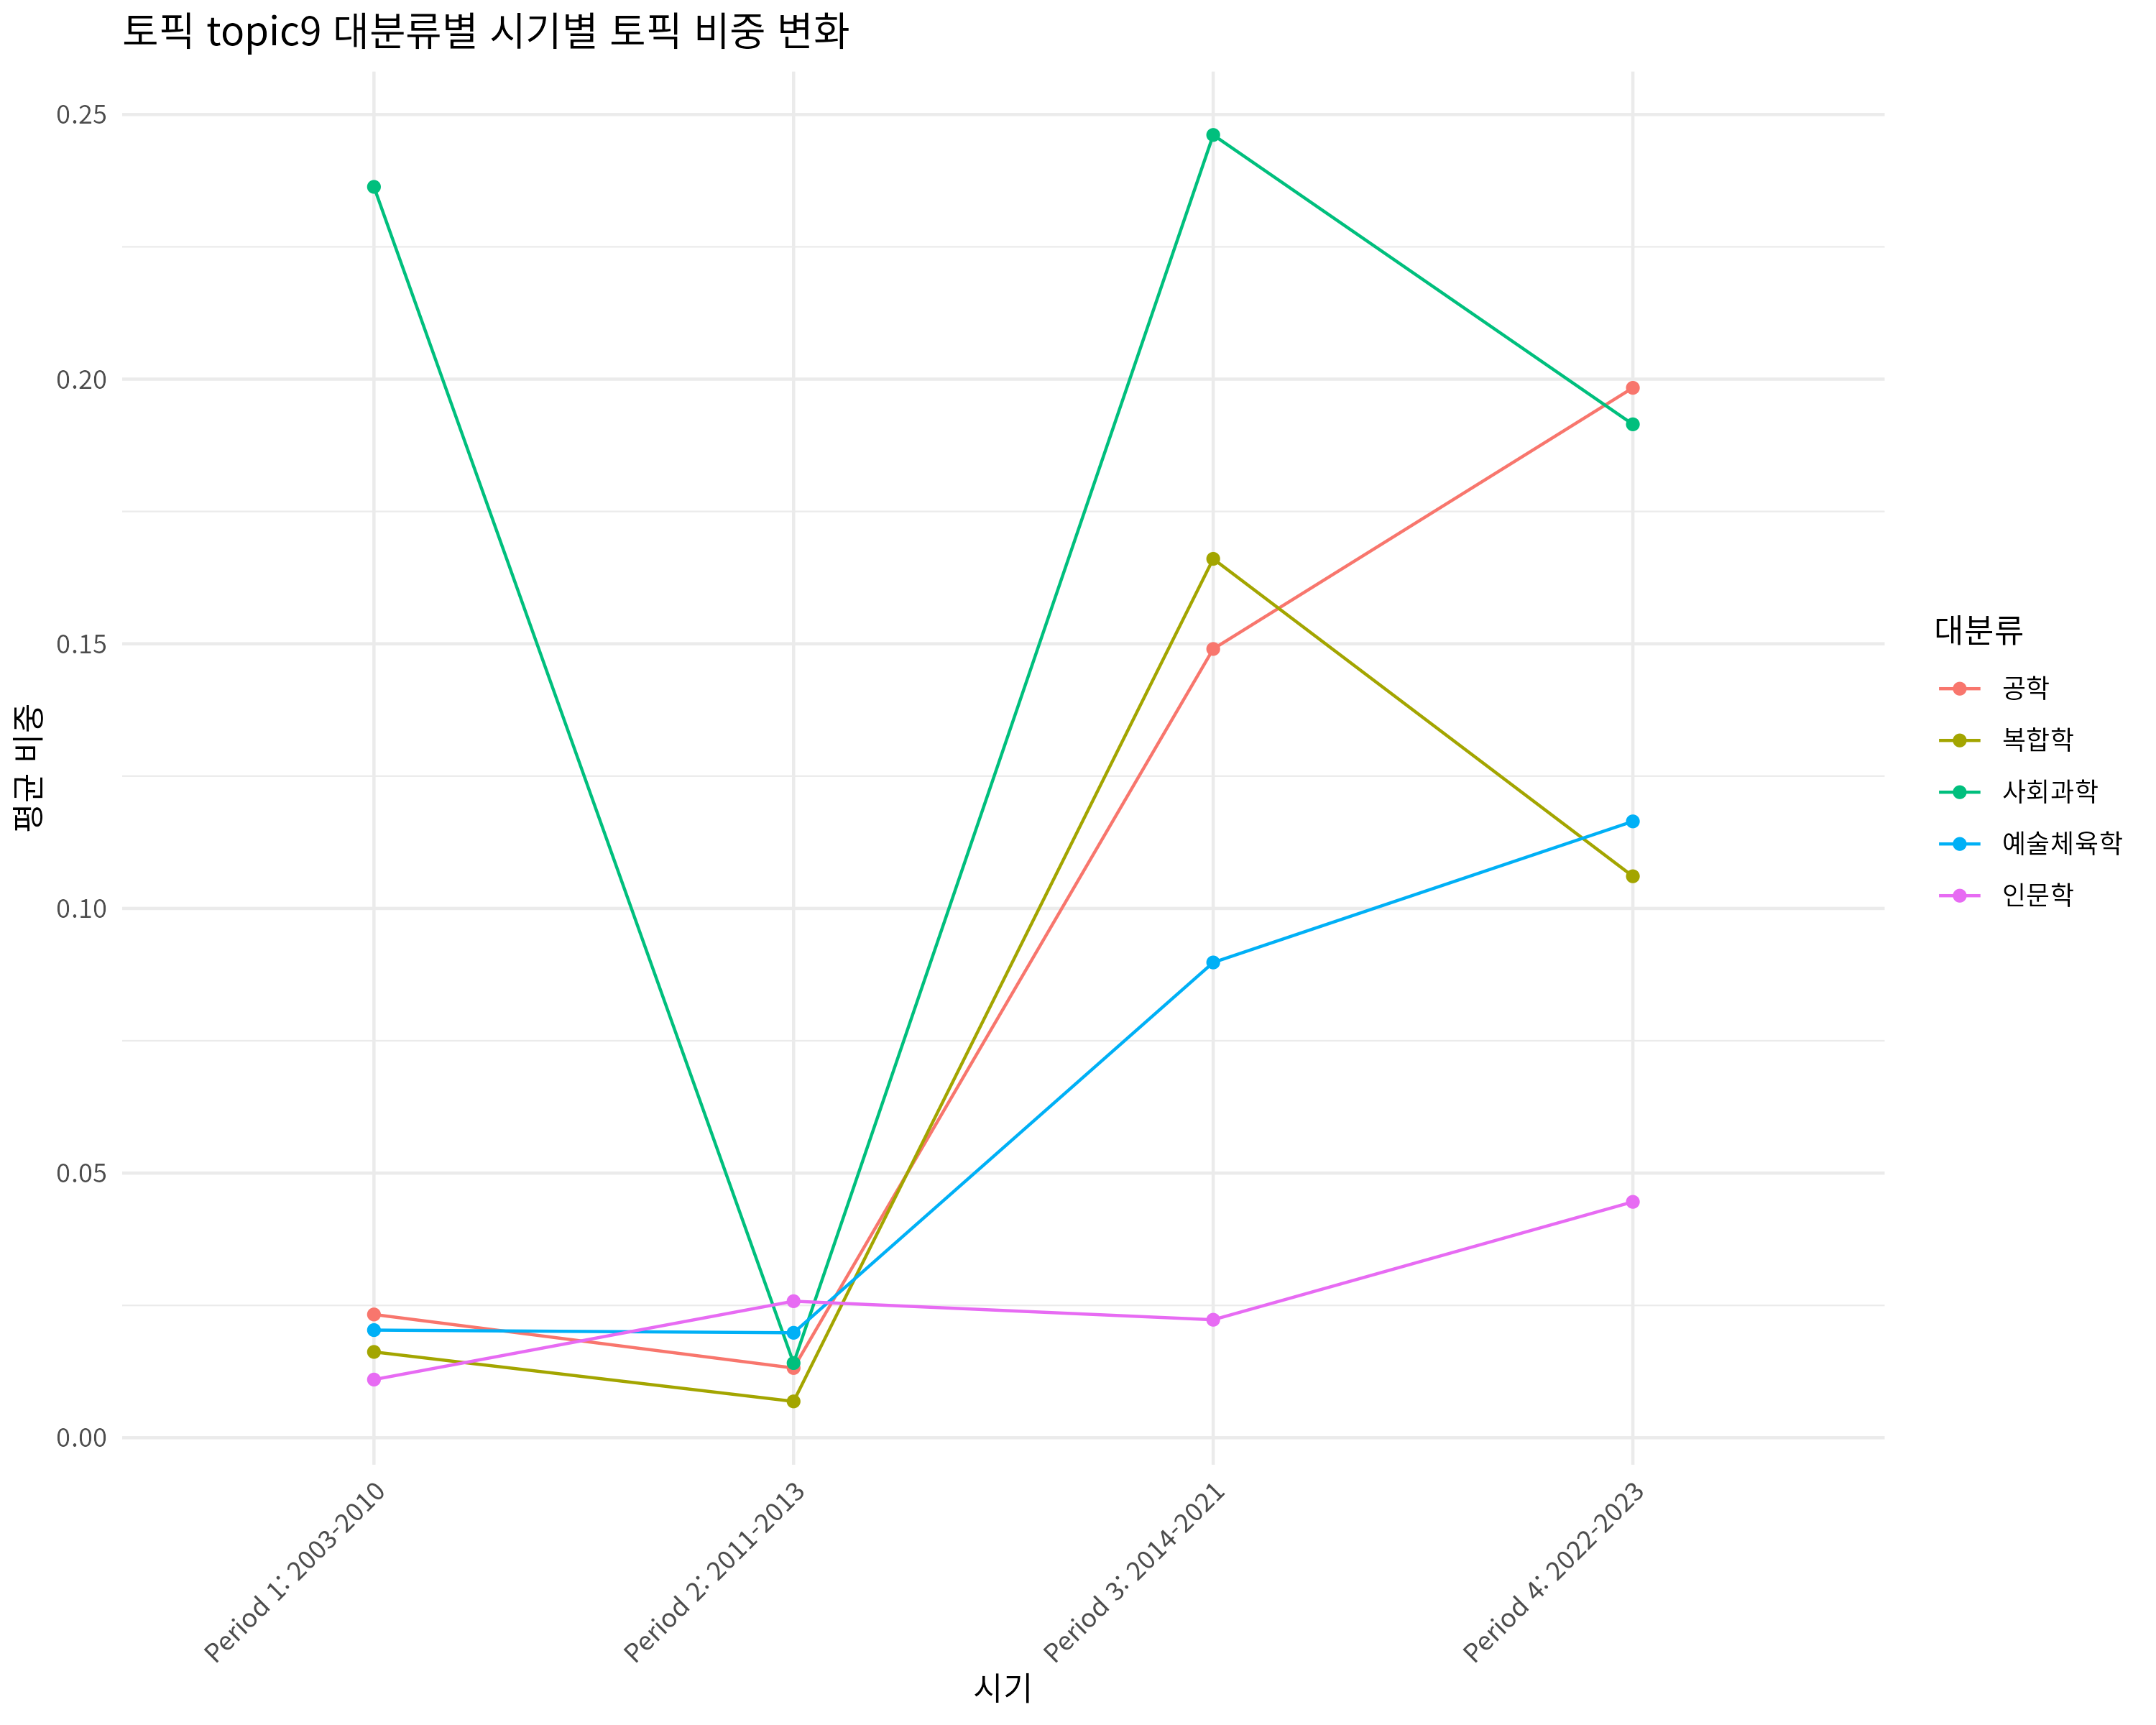 토픽 topic9 대분류별 시기별 토픽 비중 변화
평균 비중
0.25
0.20
0.15
0.10
0.05
0.00
Period 1: 2003-2010
Period 2: 2011-2013
Period 3: 2014-2021
Period 4: 2022-2023
시기
대분류
공학
복합학
사회과학
예술체육학
인문학